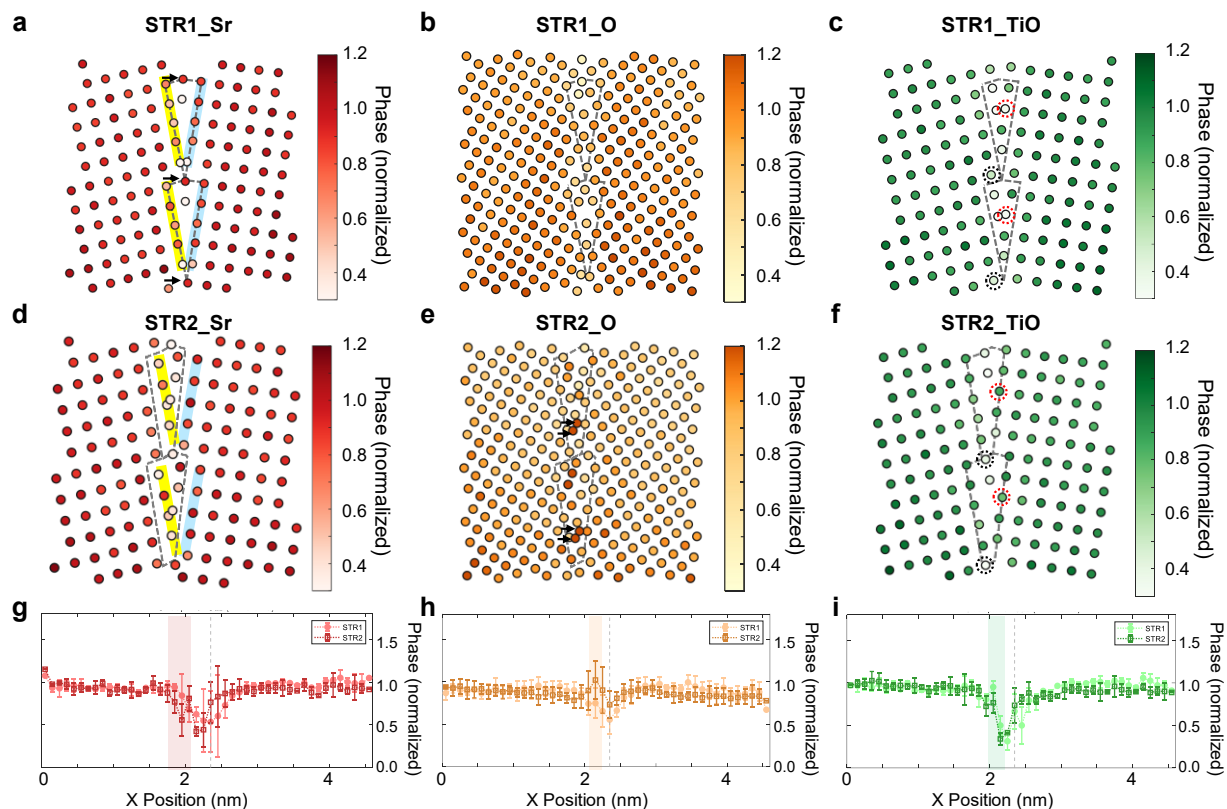 a STR1_Sr
b STR1_O
c STR1_TiO
1.2
1.0
0.8
0.6
0.4
Phase (normalized)
1.2
1.0
0.8
0.6
0.4
Phase (normalized)
1.2
1.0
0.8
0.6
0.4
Phase (normalized)
d STR2_Sr
e STR2_O
f STR2_TiO
1.2
1.0
0.8
0.6
0.4
Phase (normalized)
1.2
1.0
0.8
0.6
0.4
Phase (normalized)
1.2
1.0
0.8
0.6
0.4
Phase (normalized)
g
STR1
STR2
1.5
1.0
0.5
0.0
Phase (normalized)
0 2 4
X Position (nm)
h
STR1
STR2
1.5
1.0
0.5
0.0
Phase (normalized)
0 2 4
X Position (nm)
i
STR1
STR2
1.5
1.0
0.5
0.0
Phase (normalized)
0 2 4
X Position (nm)